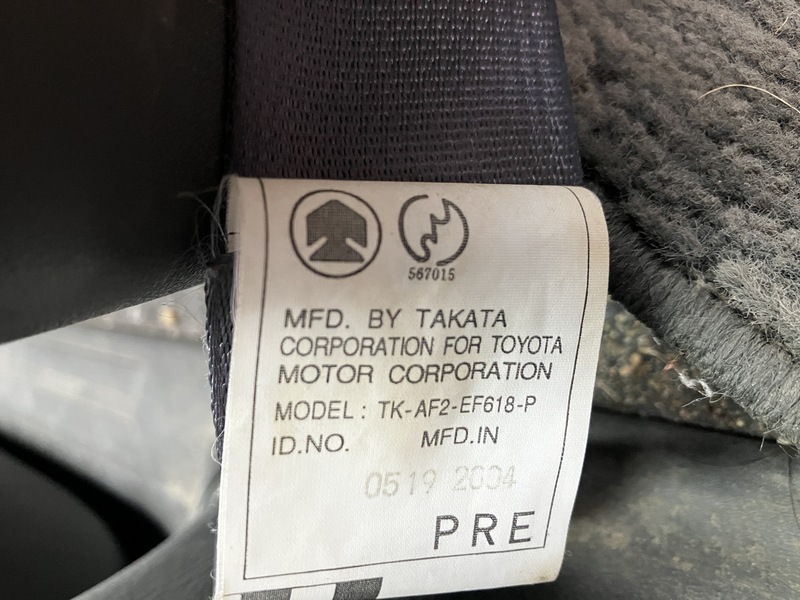 567015
MFD. BY TAKATA
CORPORATION FOR TOYOTA
MOTOR CORPORATION
MODEL: TK-AF2-EF618-P
ID.NO. MFD.IN
0519 2004
PRE